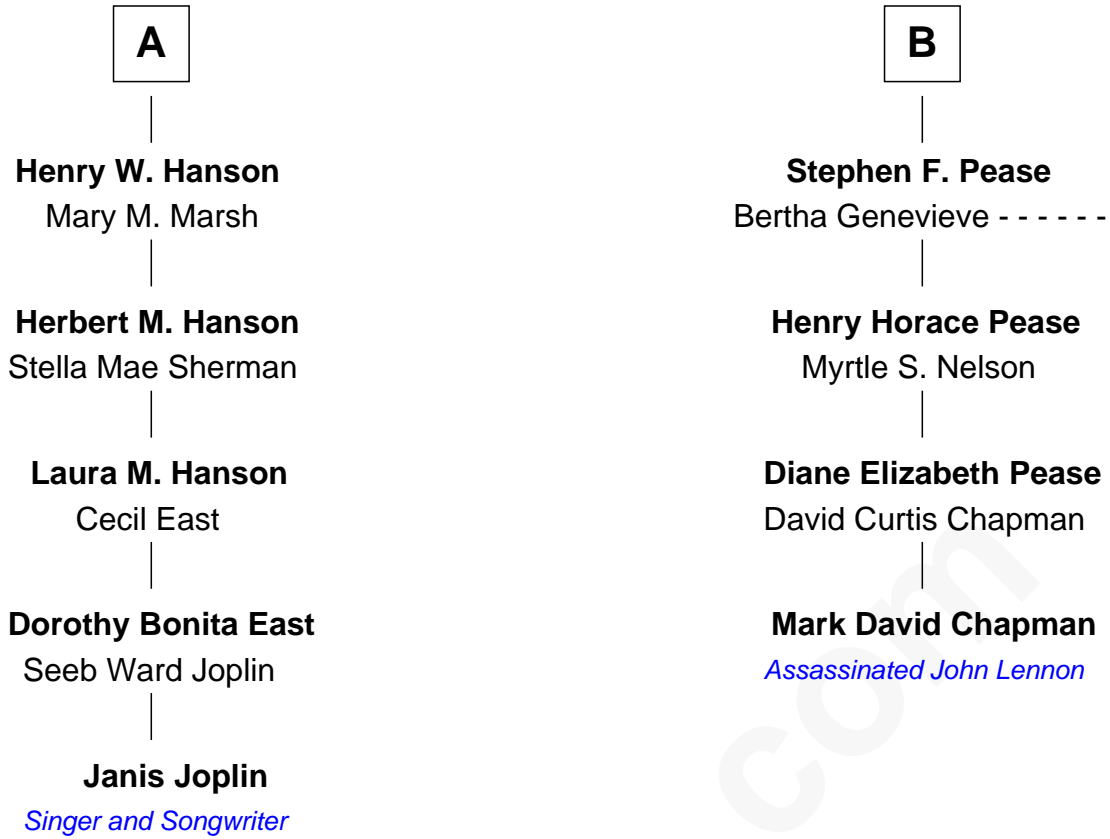 A
Henry W. Hanson
Mary M. Marsh
Herbert M. Hanson
Stella Mae Sherman
Laura M. Hanson
Cecil East
Dorothy Bonita East
Seeb Ward Joplin
Janis Joplin
Singer and Songwriter
B
Stephen F. Pease
Bertha Genevieve - - - - - -
Henry Horace Pease
Myrtle S. Nelson
Diane Elizabeth Pease
David Curtis Chapman
Mark David Chapman
Assassinated John Lennon
com